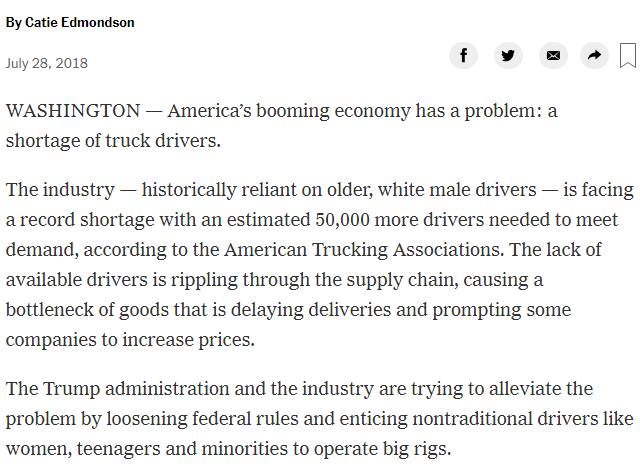 By Catie Edmondson
July 28, 2018
WASHINGTON — America’s booming economy has a problem: a
shortage of truck drivers.
The industry — historically reliant on older, white male drivers — is facing
a record shortage with an estimated 50,000 more drivers needed to meet
demand, according to the American Trucking Associations. The lack of
available drivers is rippling through the supply chain, causing a
bottleneck of goods that is delaying deliveries and prompting some
companies to increase prices.
The Trump administration and the industry are trying to alleviate the
problem by loosening federal rules and enticing nontraditional drivers like
women, teenagers and minorities to operate big rigs.